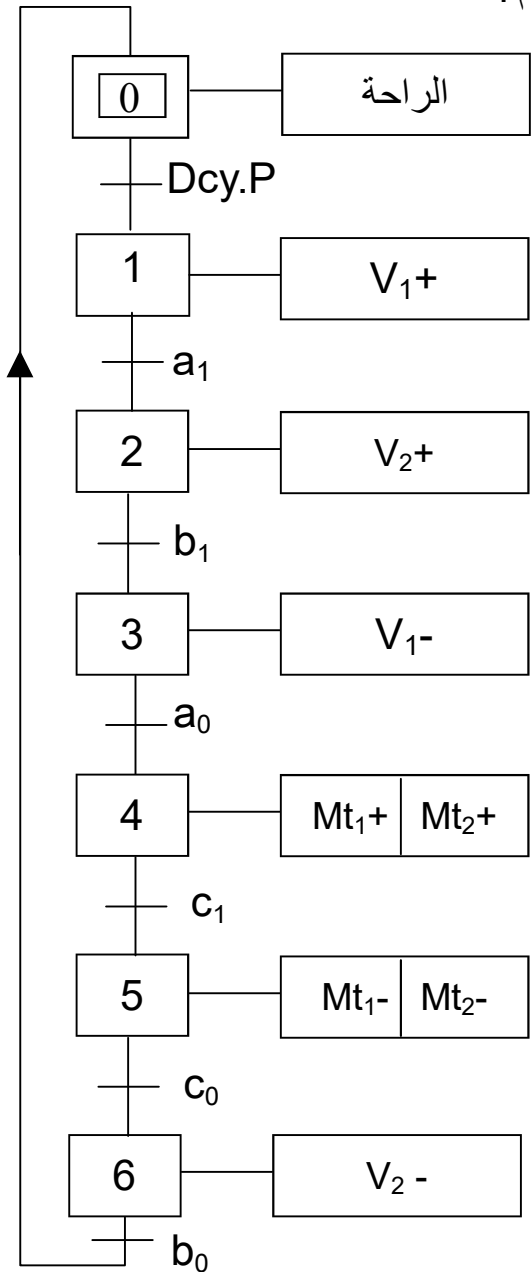 0 الراحة
Dcy.P
1 V₁+
a₁
2 V₂+
b₁
3 V₁-
a₀
4 Mt₁+ Mt₂+
c₁
5 Mt₁- Mt₂-
c₀
6 V₂ -
b₀